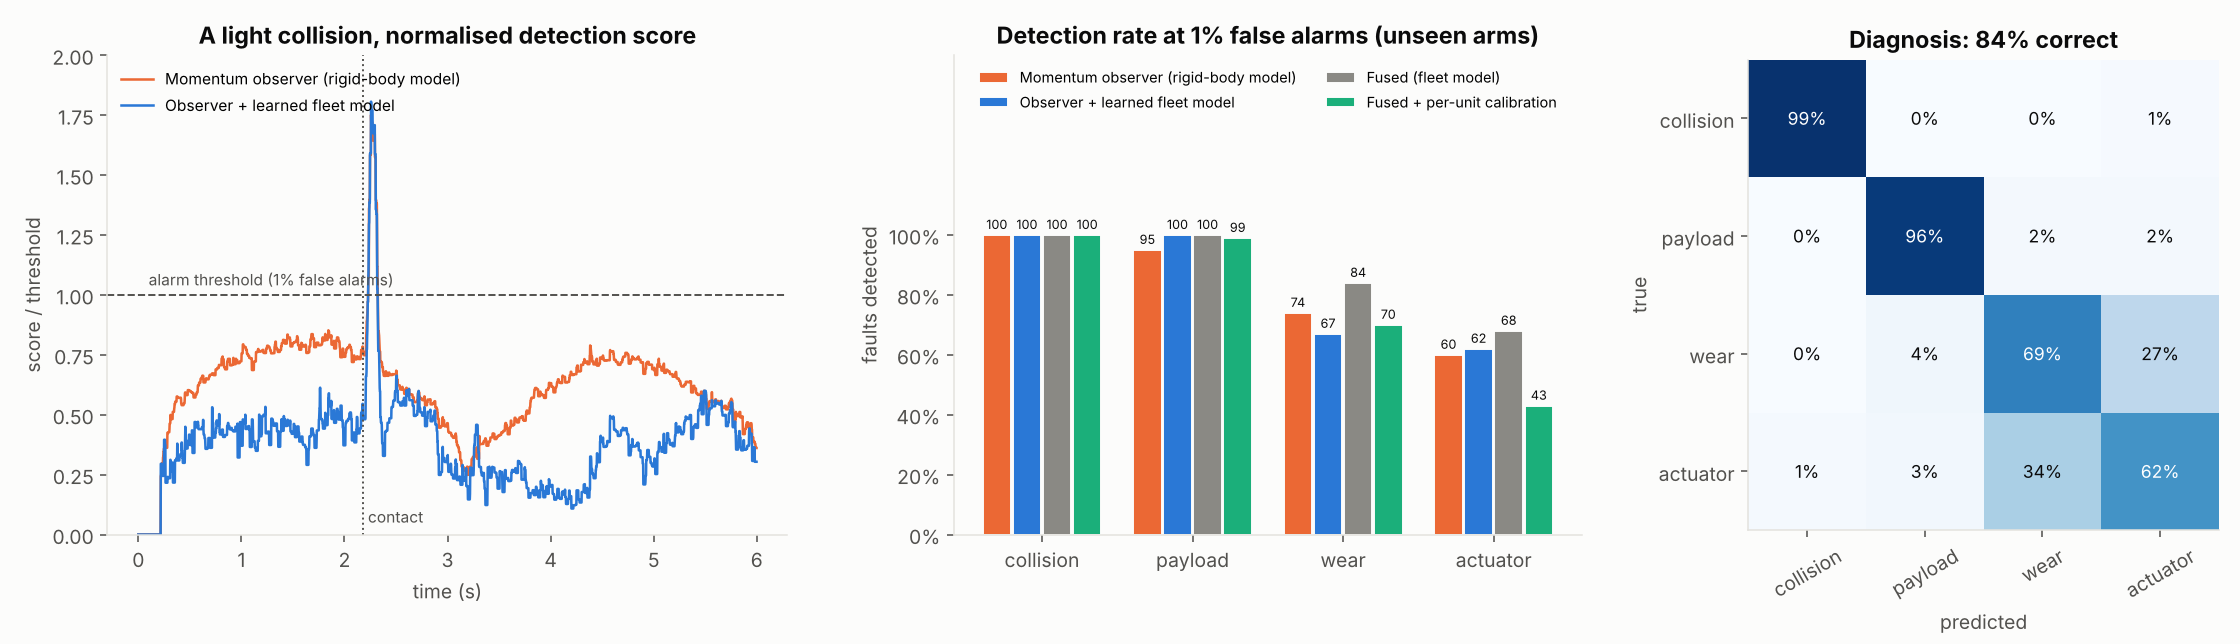 A light collision, normalised detection score
Momentum observer (rigid-body model)
Observer + learned fleet model
2.00
1.75
1.50
1.25
1.00
0.75
0.50
0.25
0.00
score / threshold
alarm threshold (1% false alarms)
contact
0 1 2 3 4 5 6
time (s)
Detection rate at 1% false alarms (unseen arms)
Momentum observer (rigid-body model)
Observer + learned fleet model
Fused (fleet model)
Fused + per-unit calibration
faults detected
100%
80%
60%
40%
20%
0%
100 100 100 100
95 100 100 99
74 67 84 70
60 62 68 43
collision payload wear actuator
Diagnosis: 84% correct
true
collision 99% 0% 0% 1%
payload 0% 96% 2% 2%
wear 0% 4% 69% 27%
actuator 1% 3% 34% 62%
collision payload wear actuator
predicted